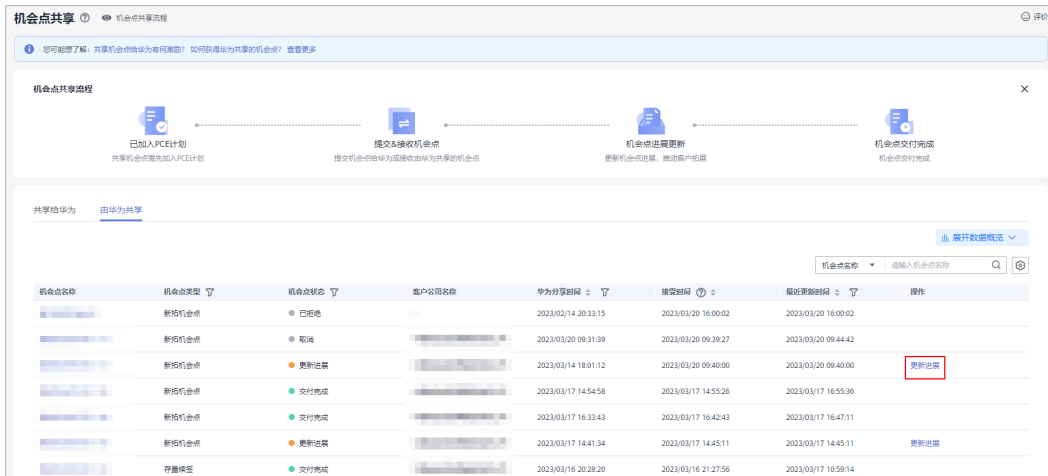 机会点共享 机会点共享流程 评价
您可能想了解：共享机会点给华为有何激励？ 如何获得华为共享的机会点？ 查看更多
机会点共享流程
已加入PCE计划 提交&接收机会点 机会点进展更新 机会点交付完成
共享机会点需先加入PCE计划 提交机会点给华为或接收由华为共享的机会点 更新机会点进展，推动客户拓展 机会点交付完成
共享给华为 由华为共享
展开数据概览
机会点名称 请输入机会点名称
机会点名称 机会点类型 机会点状态 客户公司名称 华为分享时间 接受时间 最近更新时间 操作
新拓机会点 已拒绝 2023/02/14 20:33:15 2023/03/20 16:00:02 2023/03/20 16:00:02
新拓机会点 取消 2023/03/20 09:31:39 2023/03/20 09:39:27 2023/03/20 09:44:42
新拓机会点 更新进展 2023/03/14 18:01:12 2023/03/20 09:40:00 2023/03/20 09:40:00 更新进展
新拓机会点 交付完成 2023/03/17 14:54:58 2023/03/17 14:55:26 2023/03/17 16:55:36
新拓机会点 交付完成 2023/03/17 16:33:43 2023/03/17 16:42:43 2023/03/17 16:47:11
新拓机会点 更新进展 2023/03/17 14:41:34 2023/03/17 14:45:11 2023/03/17 14:45:11 更新进展
存量续签 交付完成 2023/03/16 20:28:20 2023/03/16 21:27:56 2023/03/17 10:59:14